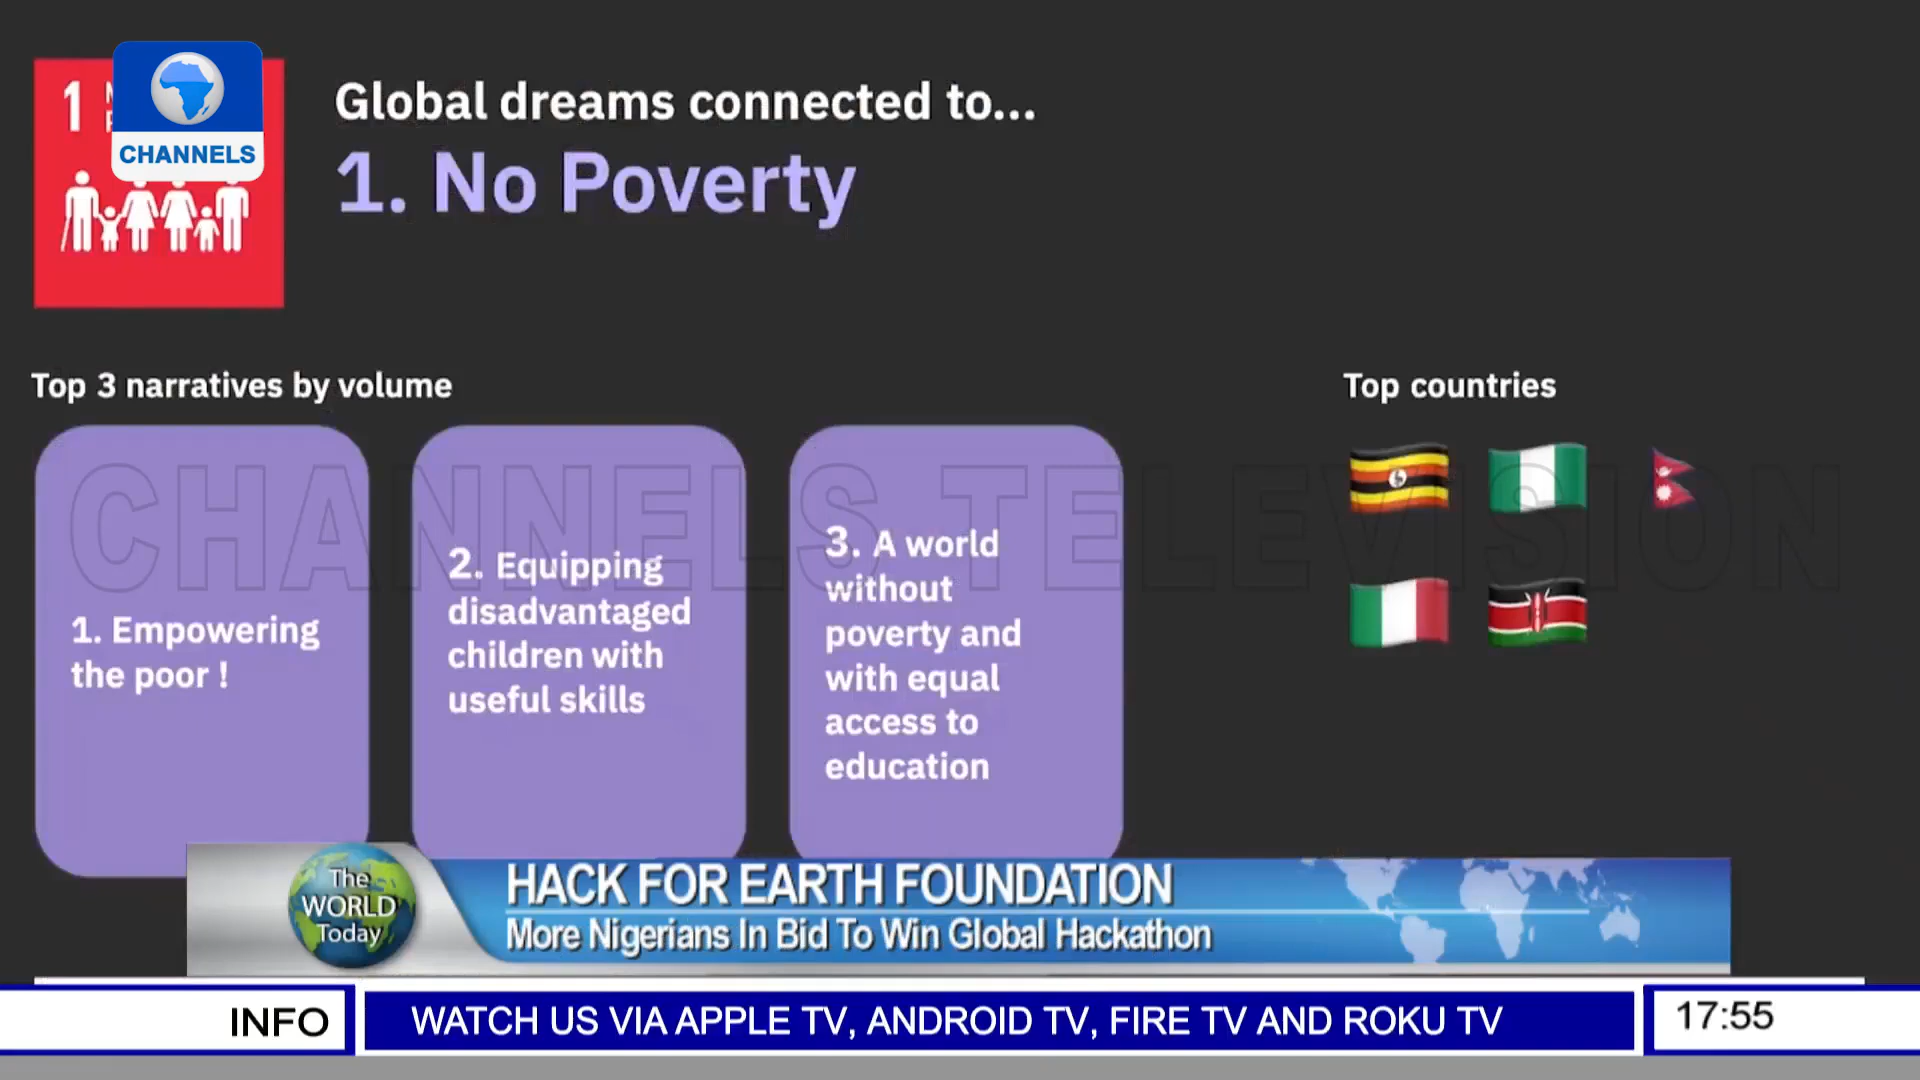 1
CHANNELS
Global dreams connected to...
1. No Poverty
Top 3 narratives by volume
Top countries
CHANNELS TELEVISION
1. Empowering
the poor !
2. Equipping
disadvantaged
children with
useful skills
3. A world
without
poverty and
with equal
access to
education
The
WORLD
Today
HACK FOR EARTH FOUNDATION
More Nigerians In Bid To Win Global Hackathon
INFO
WATCH US VIA APPLE TV, ANDROID TV, FIRE TV AND ROKU TV
17:55